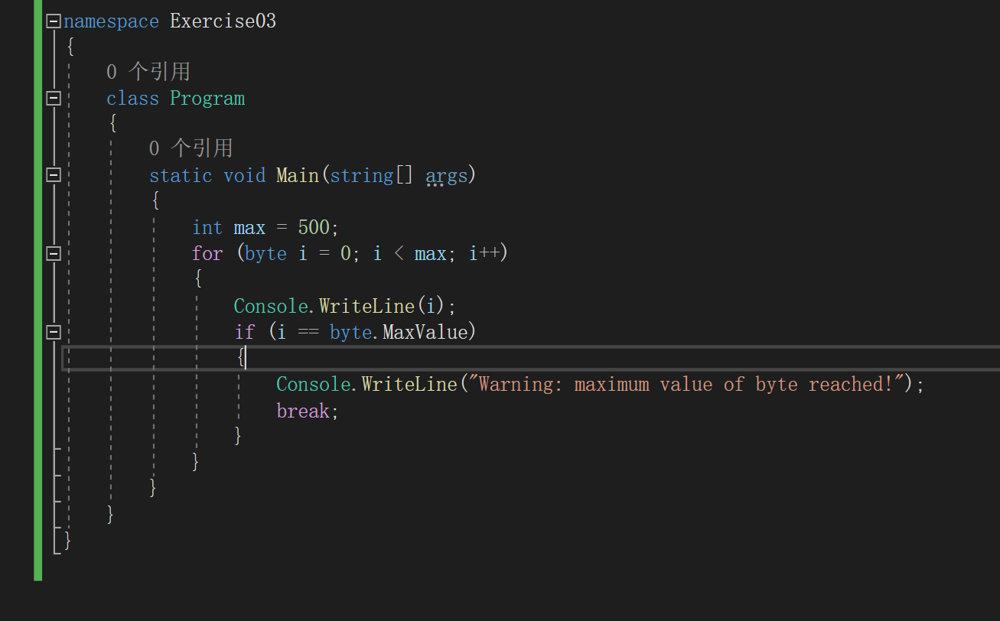 namespace Exercise03
{
0 个引用
class Program
{
0 个引用
static void Main(string[] args)
{
int max = 500;
for (byte i = 0; i < max; i++)
{
Console.WriteLine(i);
if (i == byte.MaxValue)
{
Console.WriteLine("Warning: maximum value of byte reached!");
break;
}
}
}
}
}